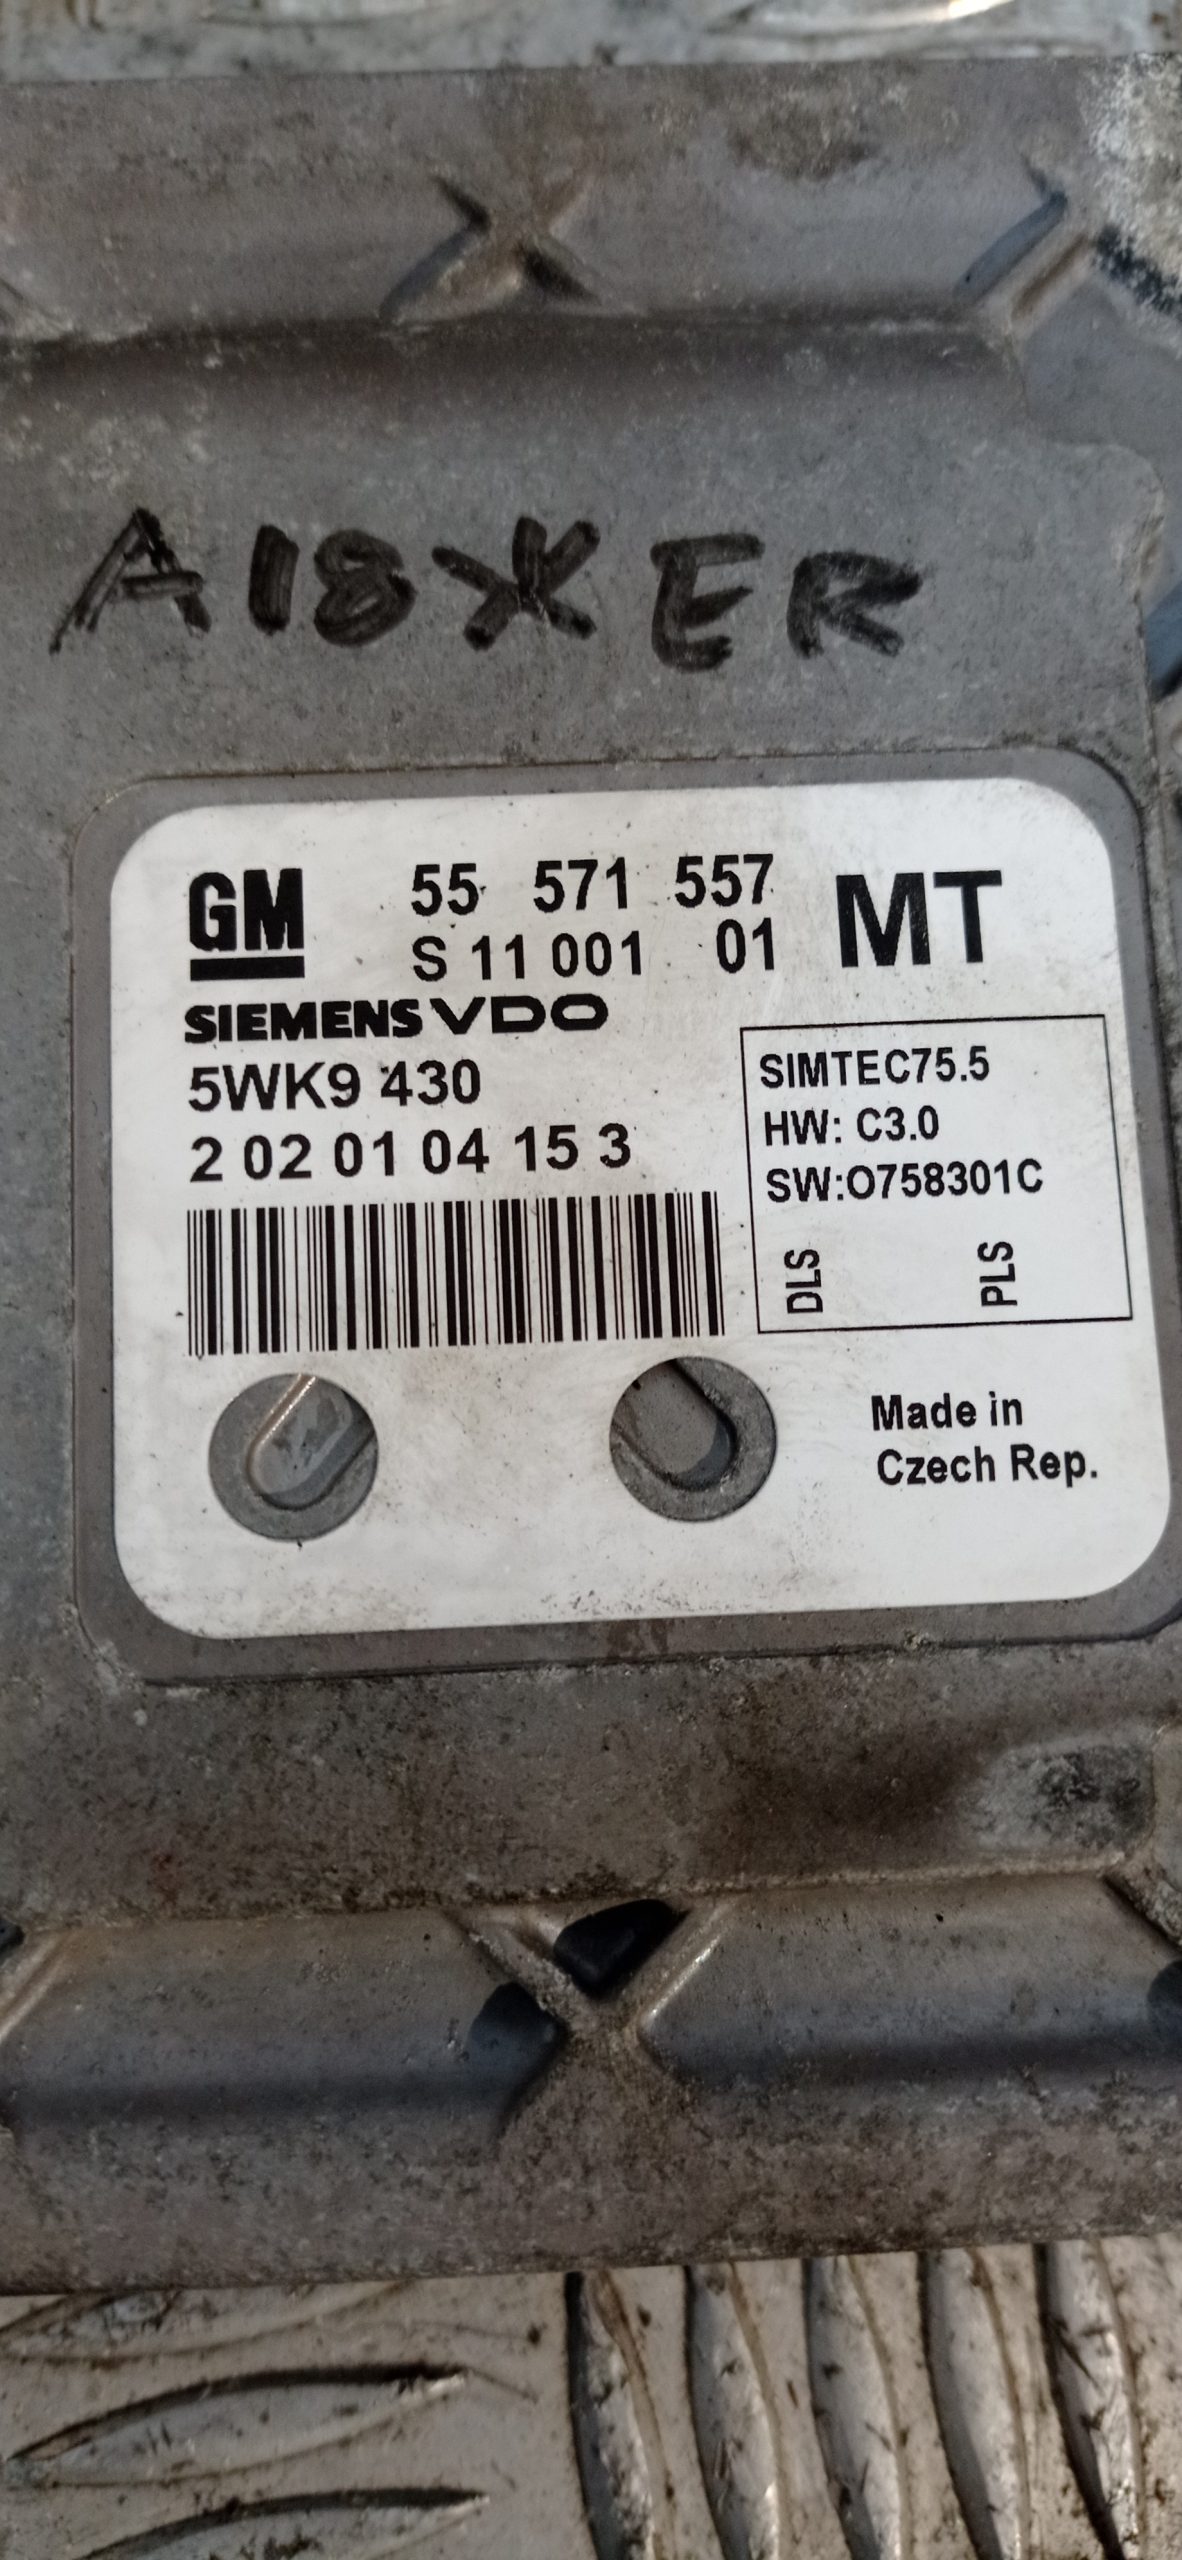 A18XER
GM 55 571 557 MT
S 11 001 01
SIEMENS VDO
5WK9 430
2 02 01 04 15 3
SIMTEC75.5
HW: C3.0
SW:O758301C
DLS PLS
Made in
Czech Rep.